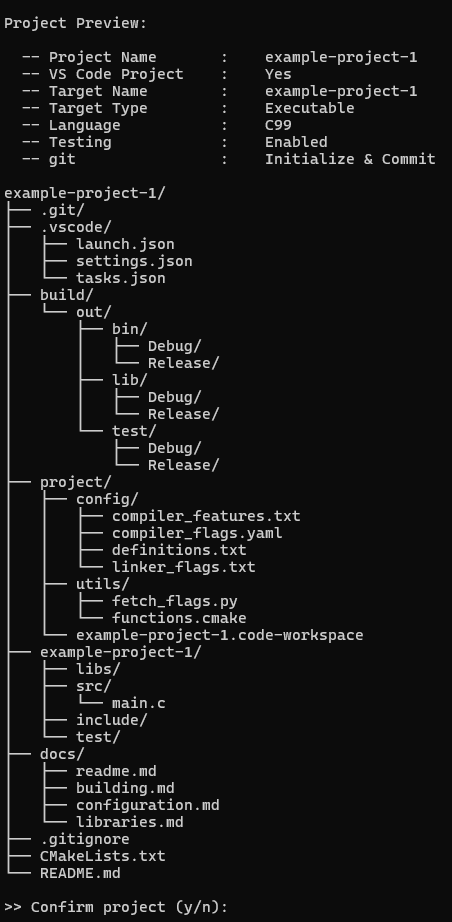 Project Preview:
  -- Project Name       :    example-project-1
  -- VS Code Project    :    Yes
  -- Target Name        :    example-project-1
  -- Target Type        :    Executable
  -- Language           :    C99
  -- Testing            :    Enabled
  -- git                :    Initialize & Commit
example-project-1/
├── .git/
├── .vscode/
│   ├── launch.json
│   ├── settings.json
│   └── tasks.json
├── build/
│   └── out/
│       ├── bin/
│       │   ├── Debug/
│       │   └── Release/
│       ├── lib/
│       │   ├── Debug/
│       │   └── Release/
│       └── test/
│           ├── Debug/
│           └── Release/
├── project/
│   ├── config/
│   │   ├── compiler_features.txt
│   │   ├── compiler_flags.yaml
│   │   ├── definitions.txt
│   │   └── linker_flags.txt
│   ├── utils/
│   │   ├── fetch_flags.py
│   │   └── functions.cmake
│   └── example-project-1.code-workspace
├── example-project-1/
│   ├── libs/
│   ├── src/
│   │   └── main.c
│   ├── include/
│   └── test/
├── docs/
│   ├── readme.md
│   ├── building.md
│   ├── configuration.md
│   └── libraries.md
├── .gitignore
├── CMakeLists.txt
└── README.md
>> Confirm project (y/n):